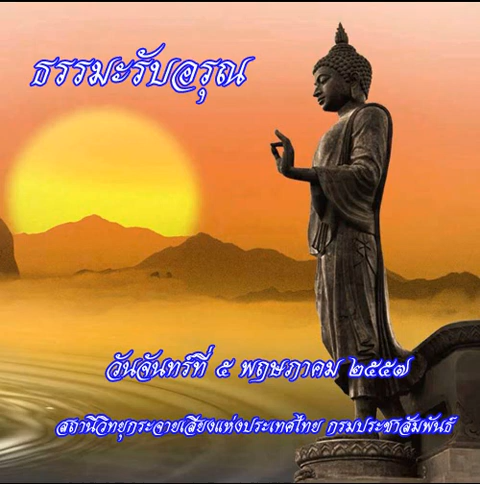 ธรรมะรับอรุณ
วันจันทร์ที่ ๕ พฤษภาคม ๒๕๕๗
สถานีวิทยุกระจายเสียงแห่งประเทศไทย กรมประชาสัมพันธ์